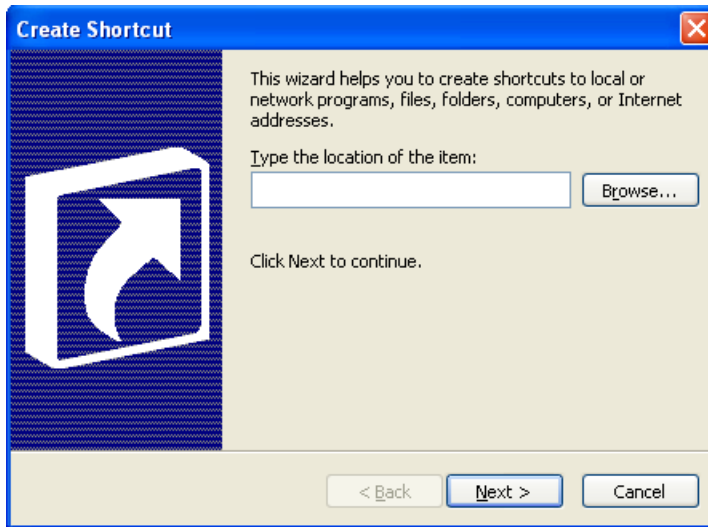 Create Shortcut
This wizard helps you to create shortcuts to local or
network programs, files, folders, computers, or Internet
addresses.
Type the location of the item:
Browse...
Click Next to continue.
< Back
Next >
Cancel